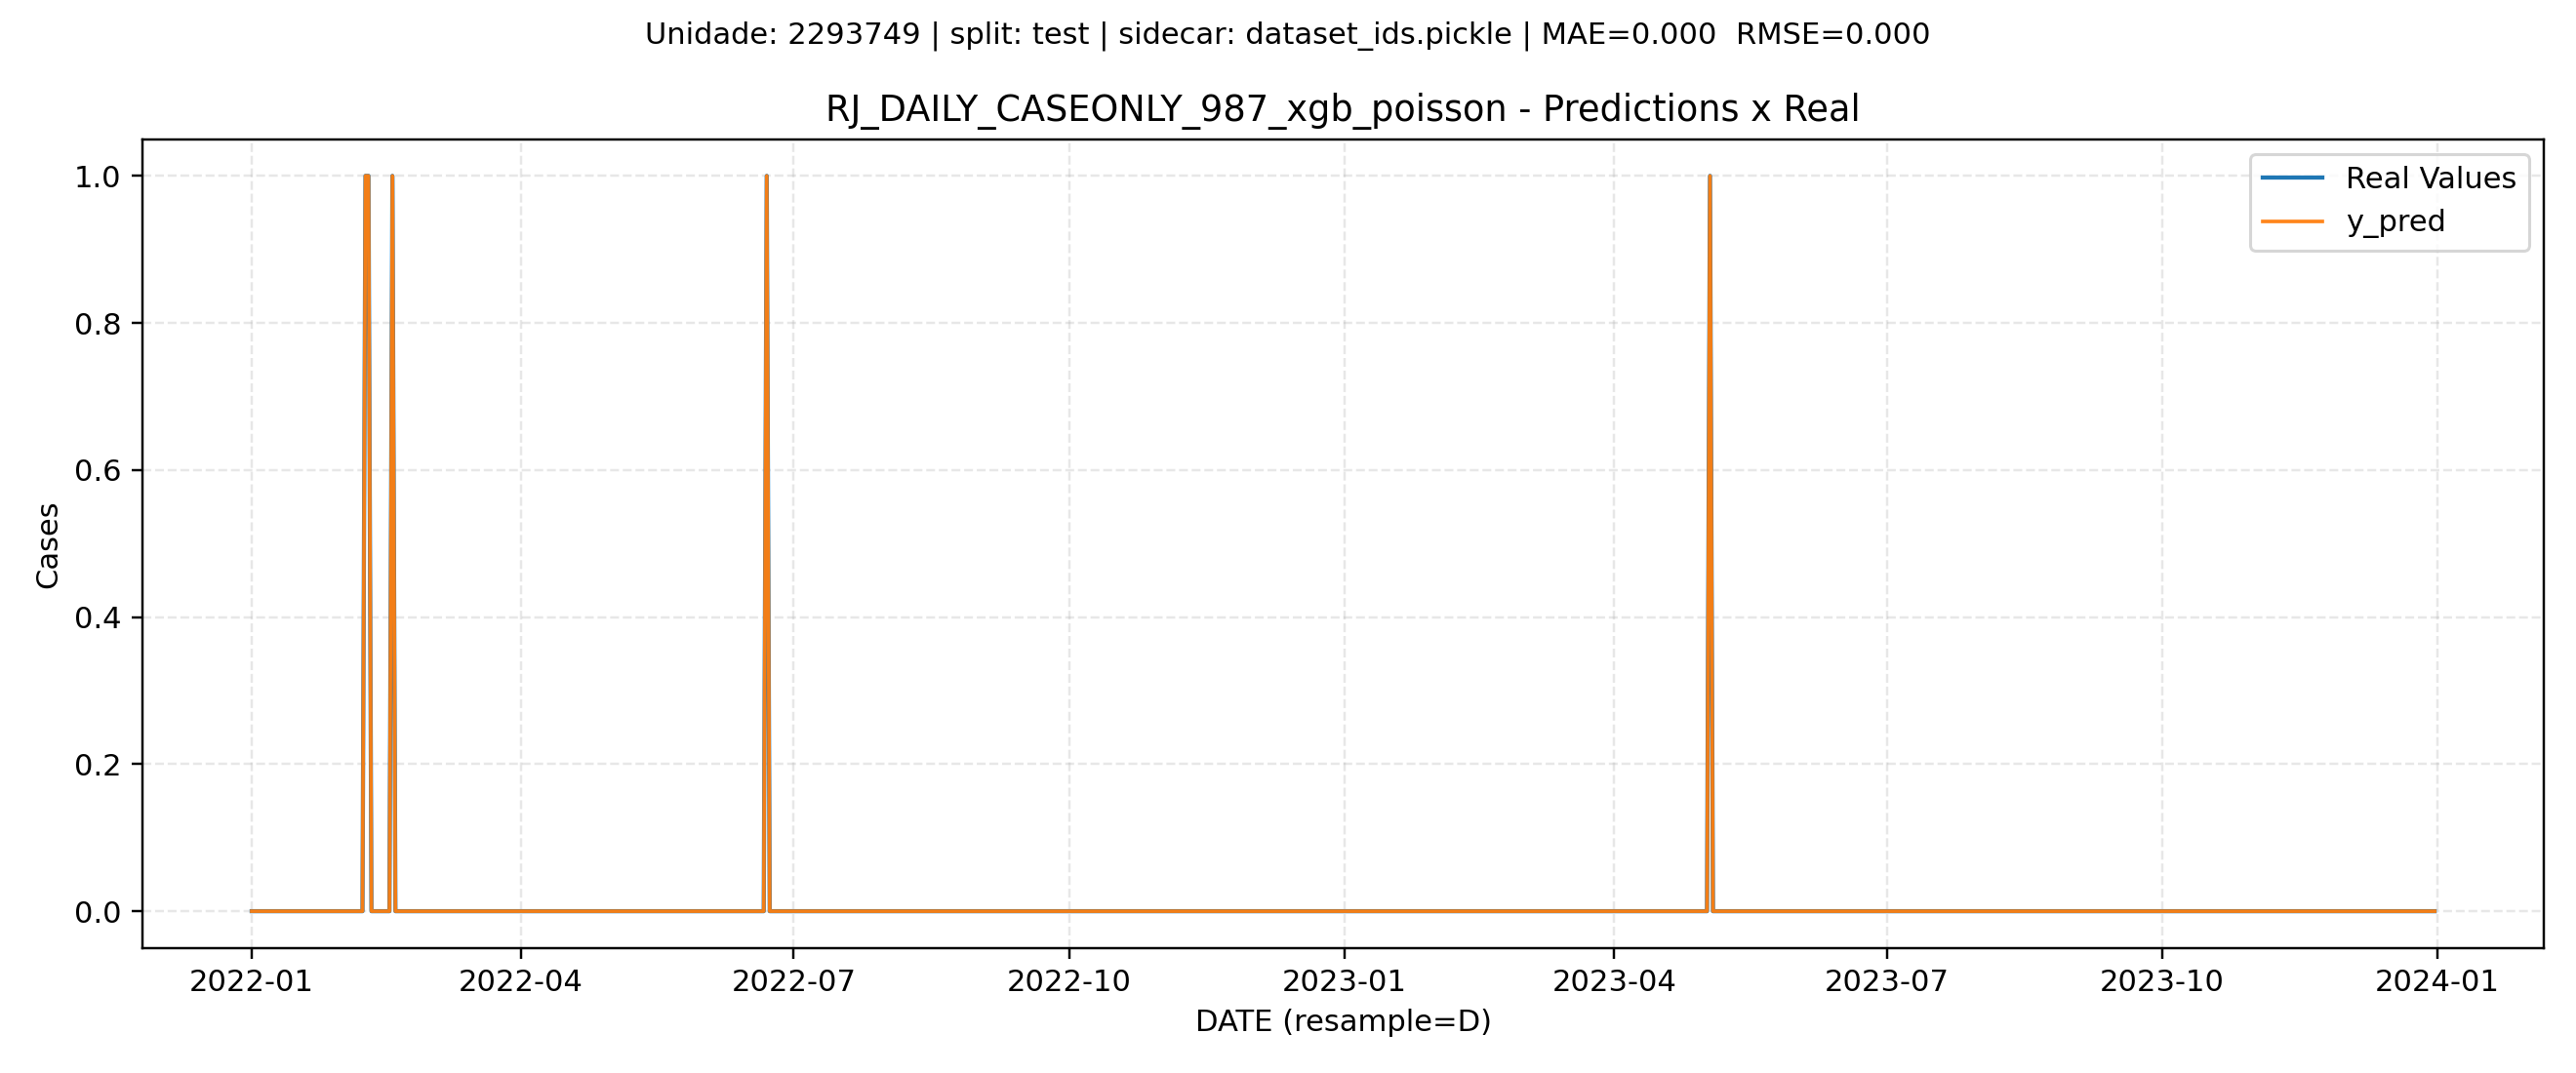 Unidade: 2293749 | split: test | sidecar: dataset_ids.pickle | MAE=0.000  RMSE=0.000
RJ_DAILY_CASEONLY_987_xgb_poisson - Predictions x Real
Real Values
y_pred
1.0
0.8
0.6
0.4
0.2
0.0
Cases
2022-01
2022-04
2022-07
2022-10
2023-01
2023-04
2023-07
2023-10
2024-01
DATE (resample=D)